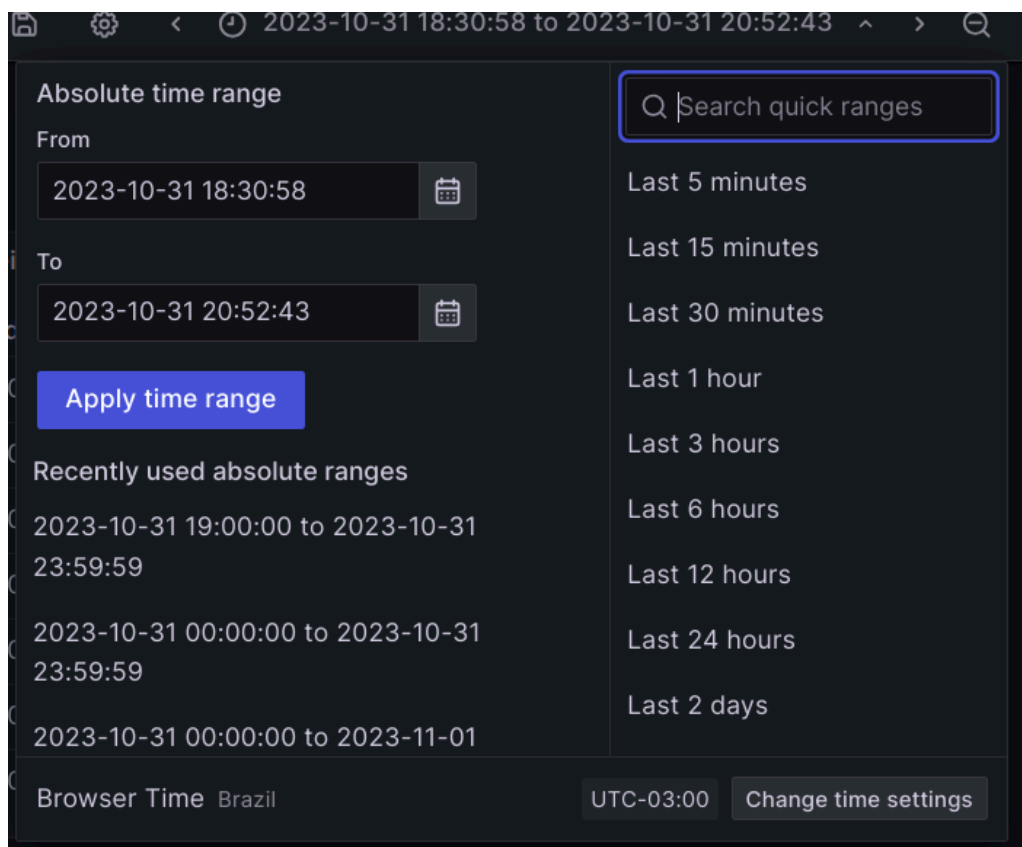 2023-10-31 18:30:58 to 2023-10-31 20:52:43
Absolute time range
From
2023-10-31 18:30:58
To
2023-10-31 20:52:43
Apply time range
Recently used absolute ranges
2023-10-31 19:00:00 to 2023-10-31
23:59:59
2023-10-31 00:00:00 to 2023-10-31
23:59:59
2023-10-31 00:00:00 to 2023-11-01
Search quick ranges
Last 5 minutes
Last 15 minutes
Last 30 minutes
Last 1 hour
Last 3 hours
Last 6 hours
Last 12 hours
Last 24 hours
Last 2 days
Browser Time Brazil
UTC-03:00
Change time settings